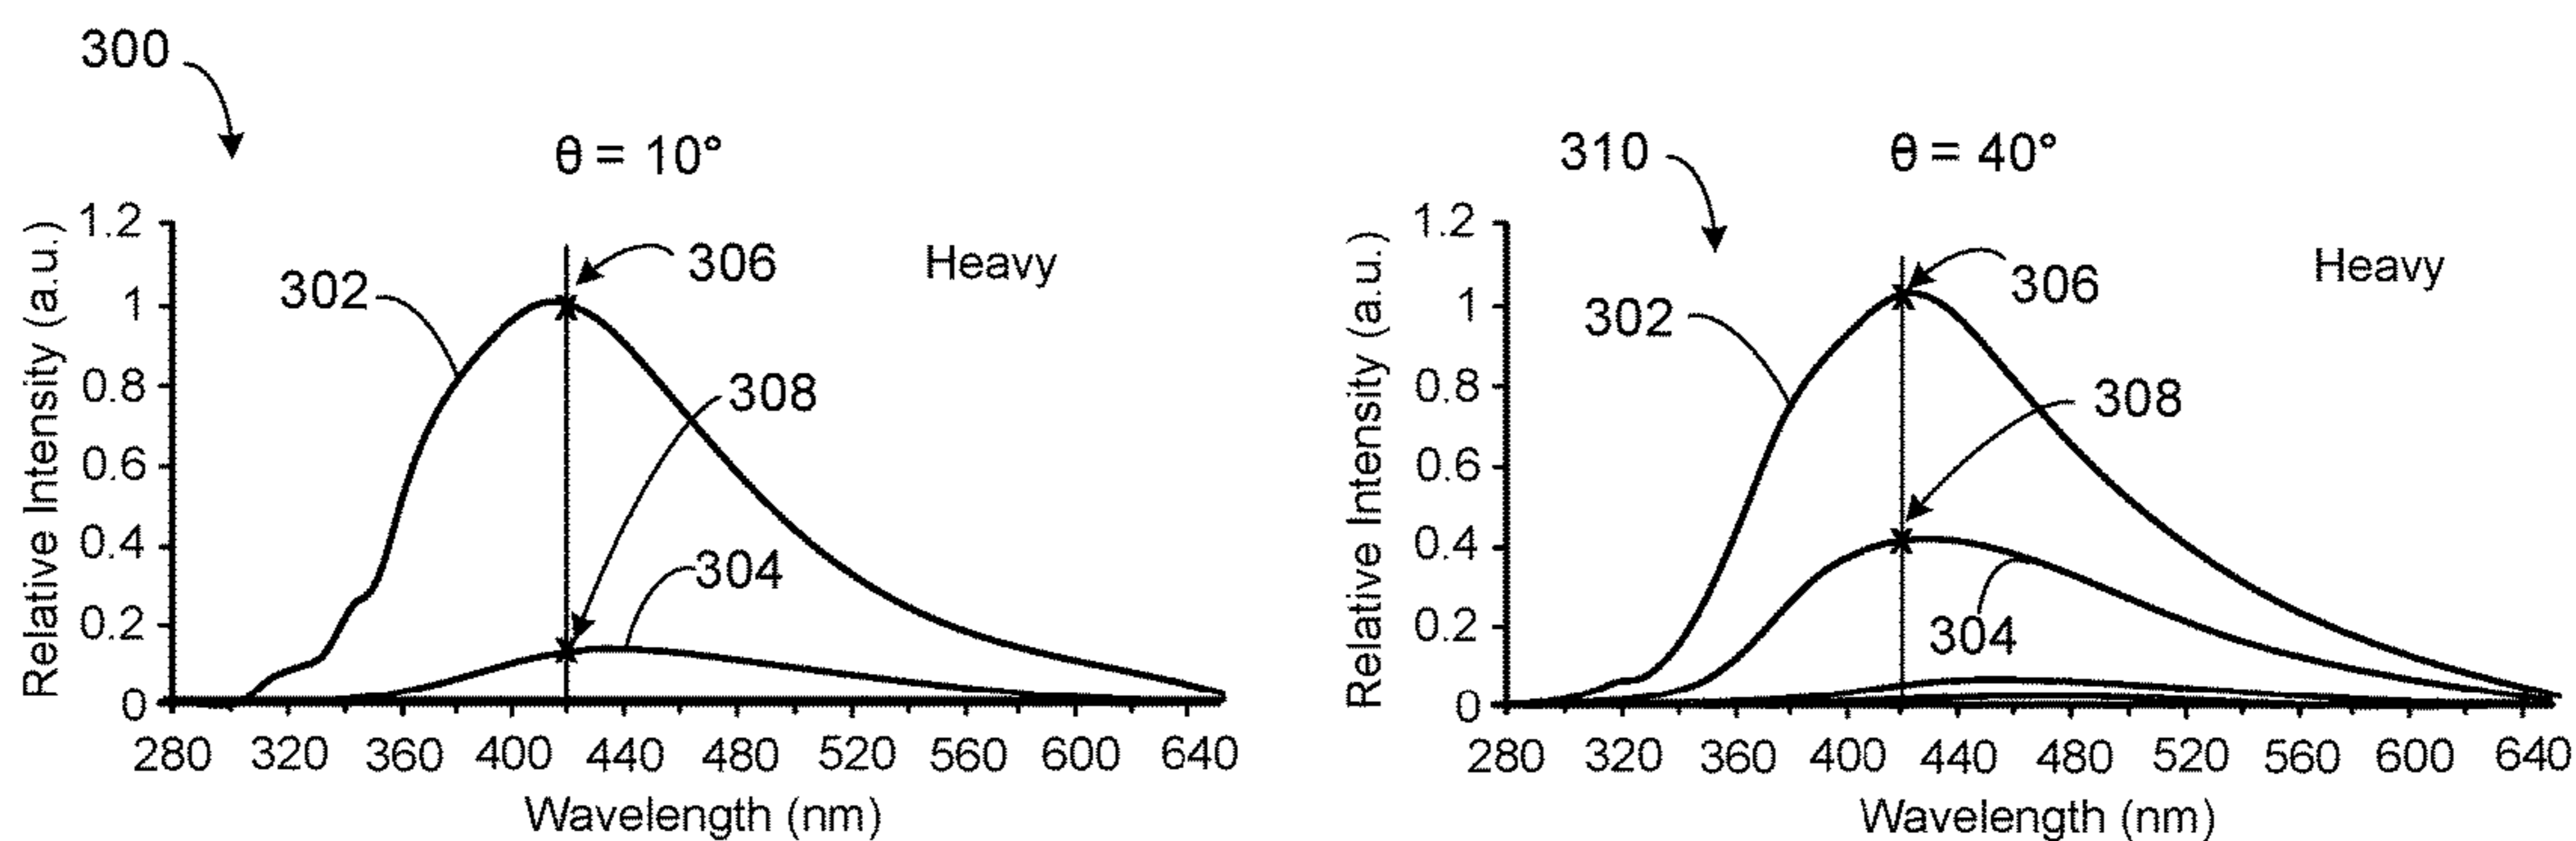 300
θ = 10°
Relative Intensity (a.u.)
1.2
1
0.8
0.6
0.4
0.2
0
302
306
Heavy
308
304
280 320 360 400 440 480 520 560 600 640
Wavelength (nm)
310
θ = 40°
Relative Intensity (a.u.)
1.2
1
0.8
0.6
0.4
0.2
0
302
306
Heavy
308
304
280 320 360 400 440 480 520 560 600 640
Wavelength (nm)